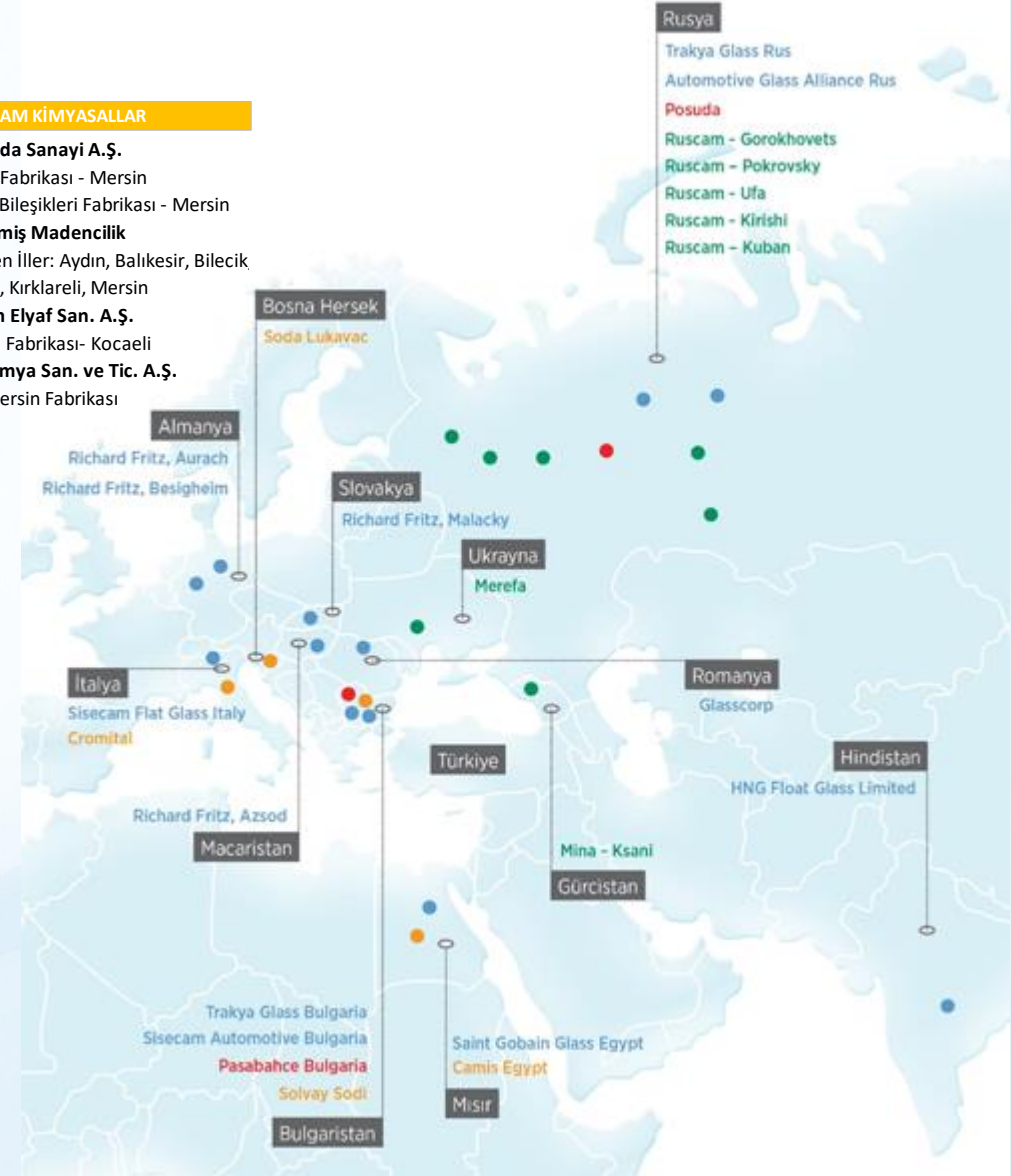 Rusya
Trakya Glass Rus
Automotive Glass Alliance Rus
Posuda
Ruscam - Gorokhovets
Ruscam – Pokrovsky
Ruscam - Ufa
Ruscam - Kirishi
Ruscam – Kuban
AM KİMYASALLAR
da Sanayi A.Ş.
Fabrikası - Mersin
Bileşikleri Fabrikası - Mersin
miş Madencilik
en İller: Aydın, Balıkesir, Bilecik,
, Kırklareli, Mersin
n Elyaf San. A.Ş.
Fabrikası- Kocaeli
mya San. ve Tic. A.Ş.
ersin Fabrikası
Bosna Hersek
Soda Lukavac
Almanya
Richard Fritz, Aurach
Richard Fritz, Besigheim
Slovakya
Richard Fritz, Malacky
Ukrayna
Merefa
İtalya
Sisecam Flat Glass Italy
Cromital
Romanya
Glasscorp
Türkiye
Hindistan
HNG Float Glass Limited
Richard Fritz, Azsod
Macaristan
Mina - Ksani
Gürcistan
Trakya Glass Bulgaria
Sisecam Automotive Bulgaria
Pasabahce Bulgaria
Solvay Sodi
Bulgaristan
Saint Gobain Glass Egypt
Camis Egypt
Mısır